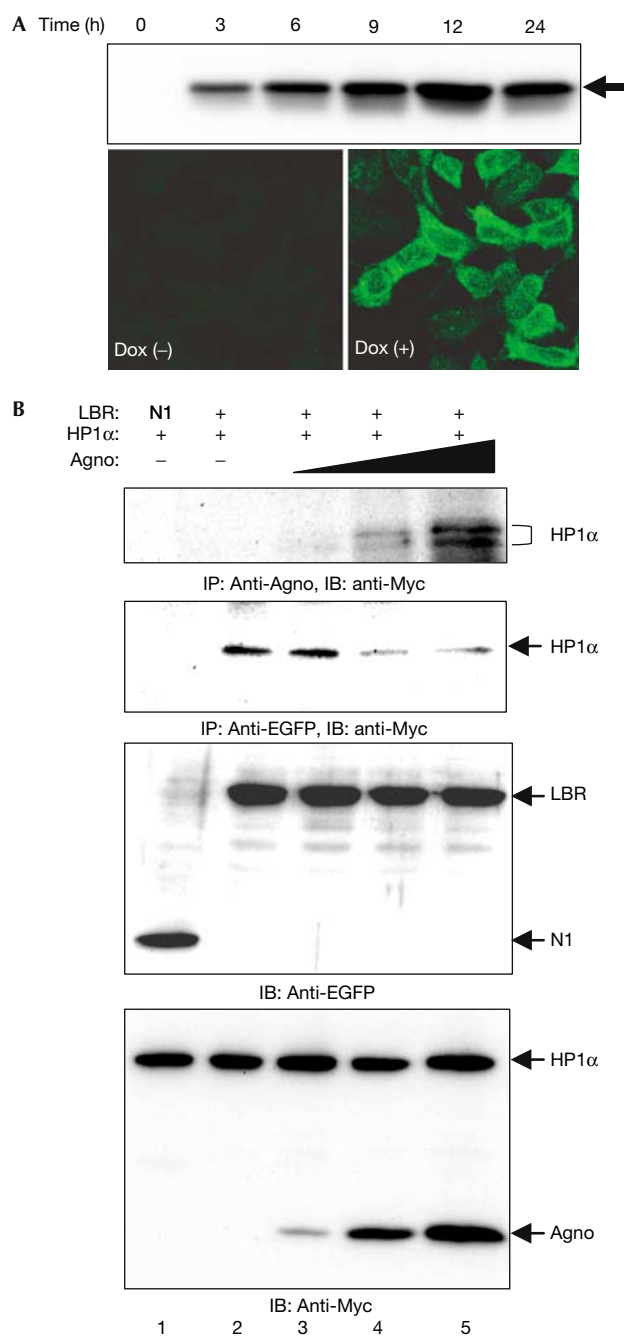 A Time (h) 0 3 6 9 12 24
Dox (–) Dox (+)
B LBR: N1 + + + +
HP1α: + + + + +
Agno: – –
HP1α
IP: Anti-Agno, IB: anti-Myc
HP1α
IP: Anti-EGFP, IB: anti-Myc
LBR
N1
IB: Anti-EGFP
HP1α
Agno
IB: Anti-Myc
1 2 3 4 5